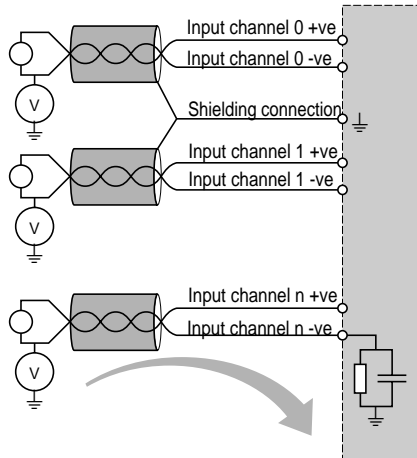 Input channel 0 +ve
Input channel 0 -ve
V
Shielding connection
Input channel 1 +ve
Input channel 1 -ve
V
Input channel n +ve
Input channel n -ve
V